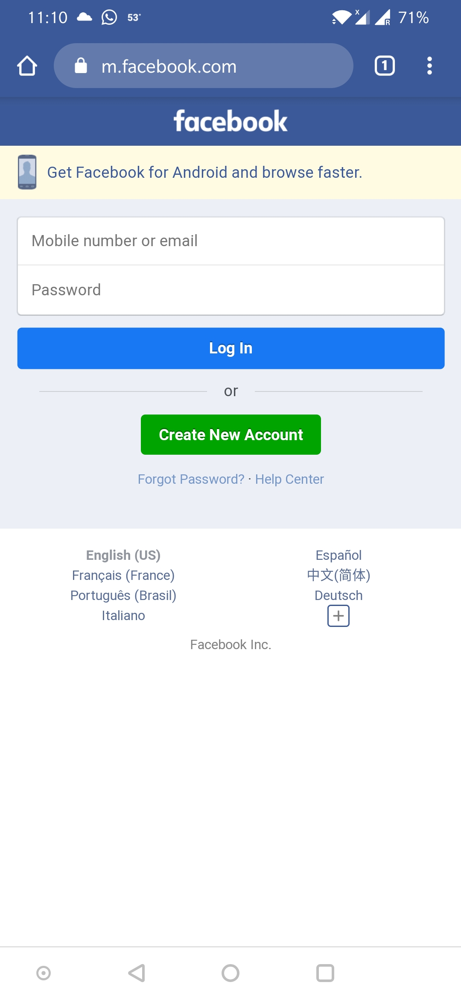 11:10 53° X R 71%
m.facebook.com 1
facebook
Get Facebook for Android and browse faster.
Mobile number or email
Password
Log In
or
Create New Account
Forgot Password? · Help Center
English (US) Español
Français (France) 中文(简体)
Português (Brasil) Deutsch
Italiano
Facebook Inc.